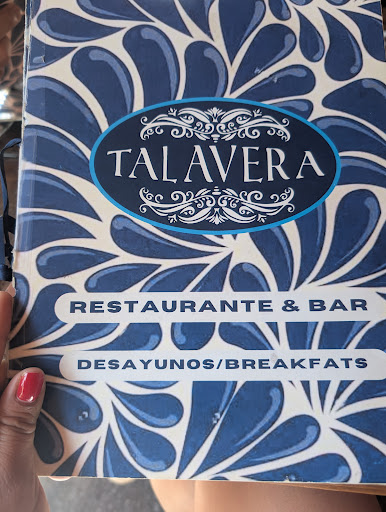 TALAVERA
RESTAURANTE & BAR
DESAYUNOS/BREAKFATS